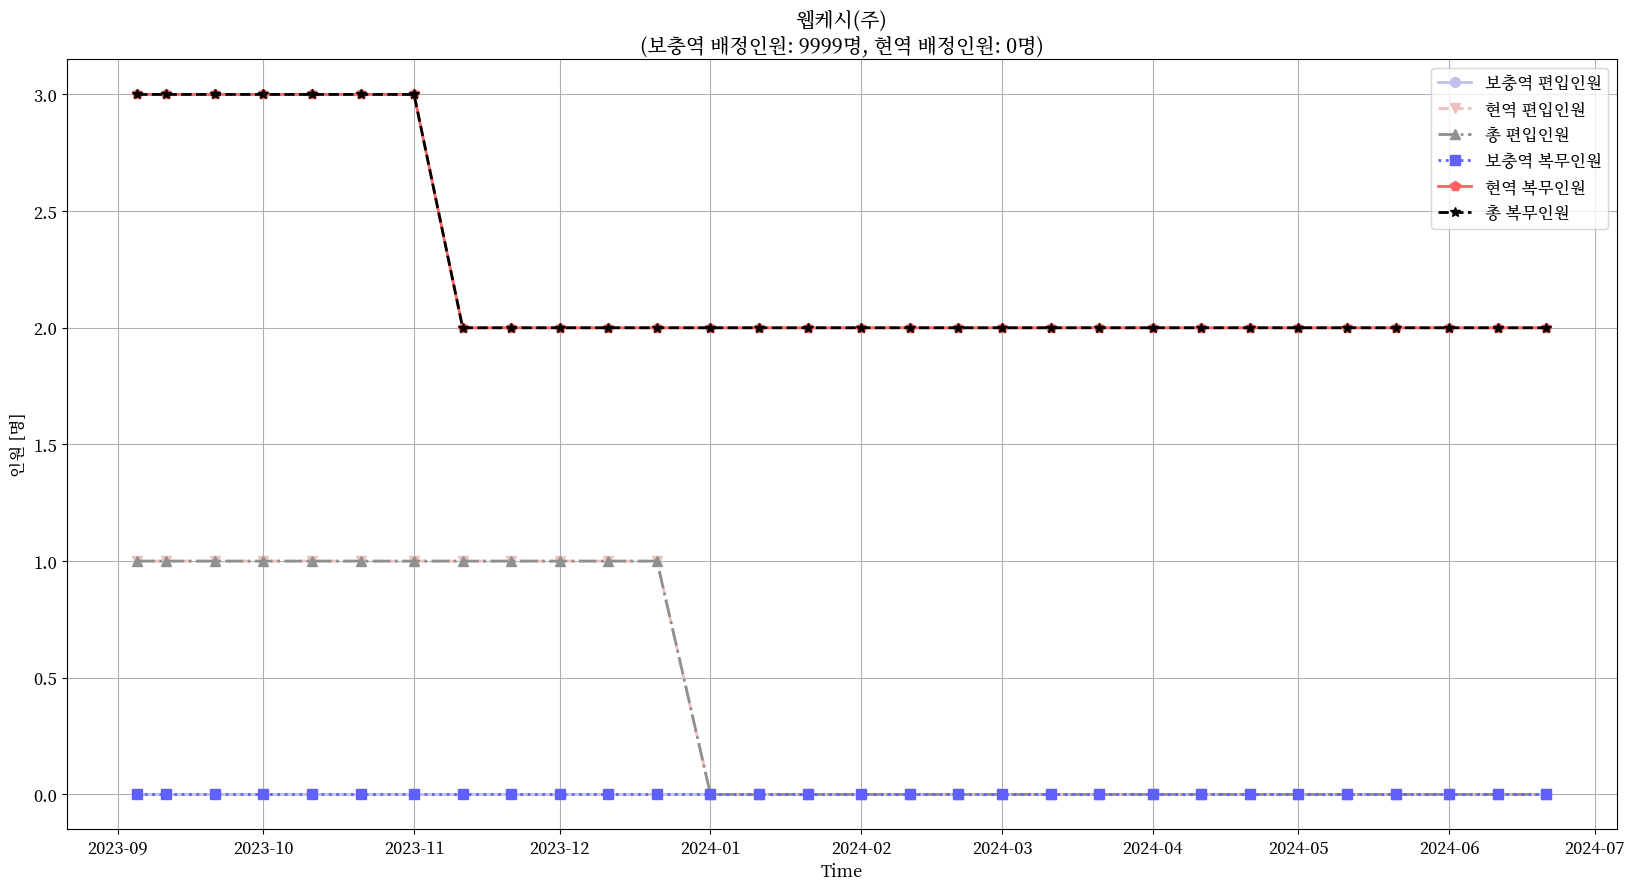 웹케시(주)
(보충역 배정인원: 9999명, 현역 배정인원: 0명)
보충역 편입인원
현역 편입인원
총 편입인원
보충역 복무인원
현역 복무인원
총 복무인원
인원 [명]
3.0
2.5
2.0
1.5
1.0
0.5
0.0
2023-09 2023-10 2023-11 2023-12 2024-01 2024-02 2024-03 2024-04 2024-05 2024-06 2024-07
Time